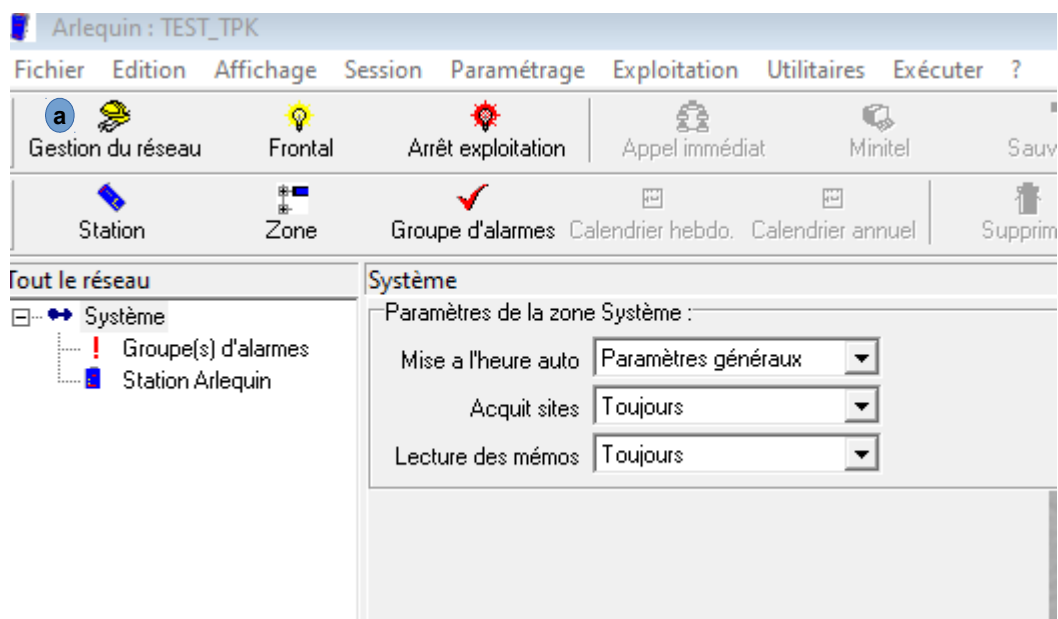 Arlequin : TEST_TPK
Fichier Edition Affichage Session Paramétrage Exploitation Utilitaires Exécuter ?
a
Gestion du réseau Frontal Arrêt exploitation Appel immédiat Minitel Sauv
Station Zone Groupe d'alarmes Calendrier hebdo. Calendrier annuel Supprim
Tout le réseau
Système
Groupe(s) d'alarmes
Station Arlequin
Système
Paramètres de la zone Système :
Mise a l'heure auto Paramètres généraux
Acquit sites Toujours
Lecture des mémos Toujours